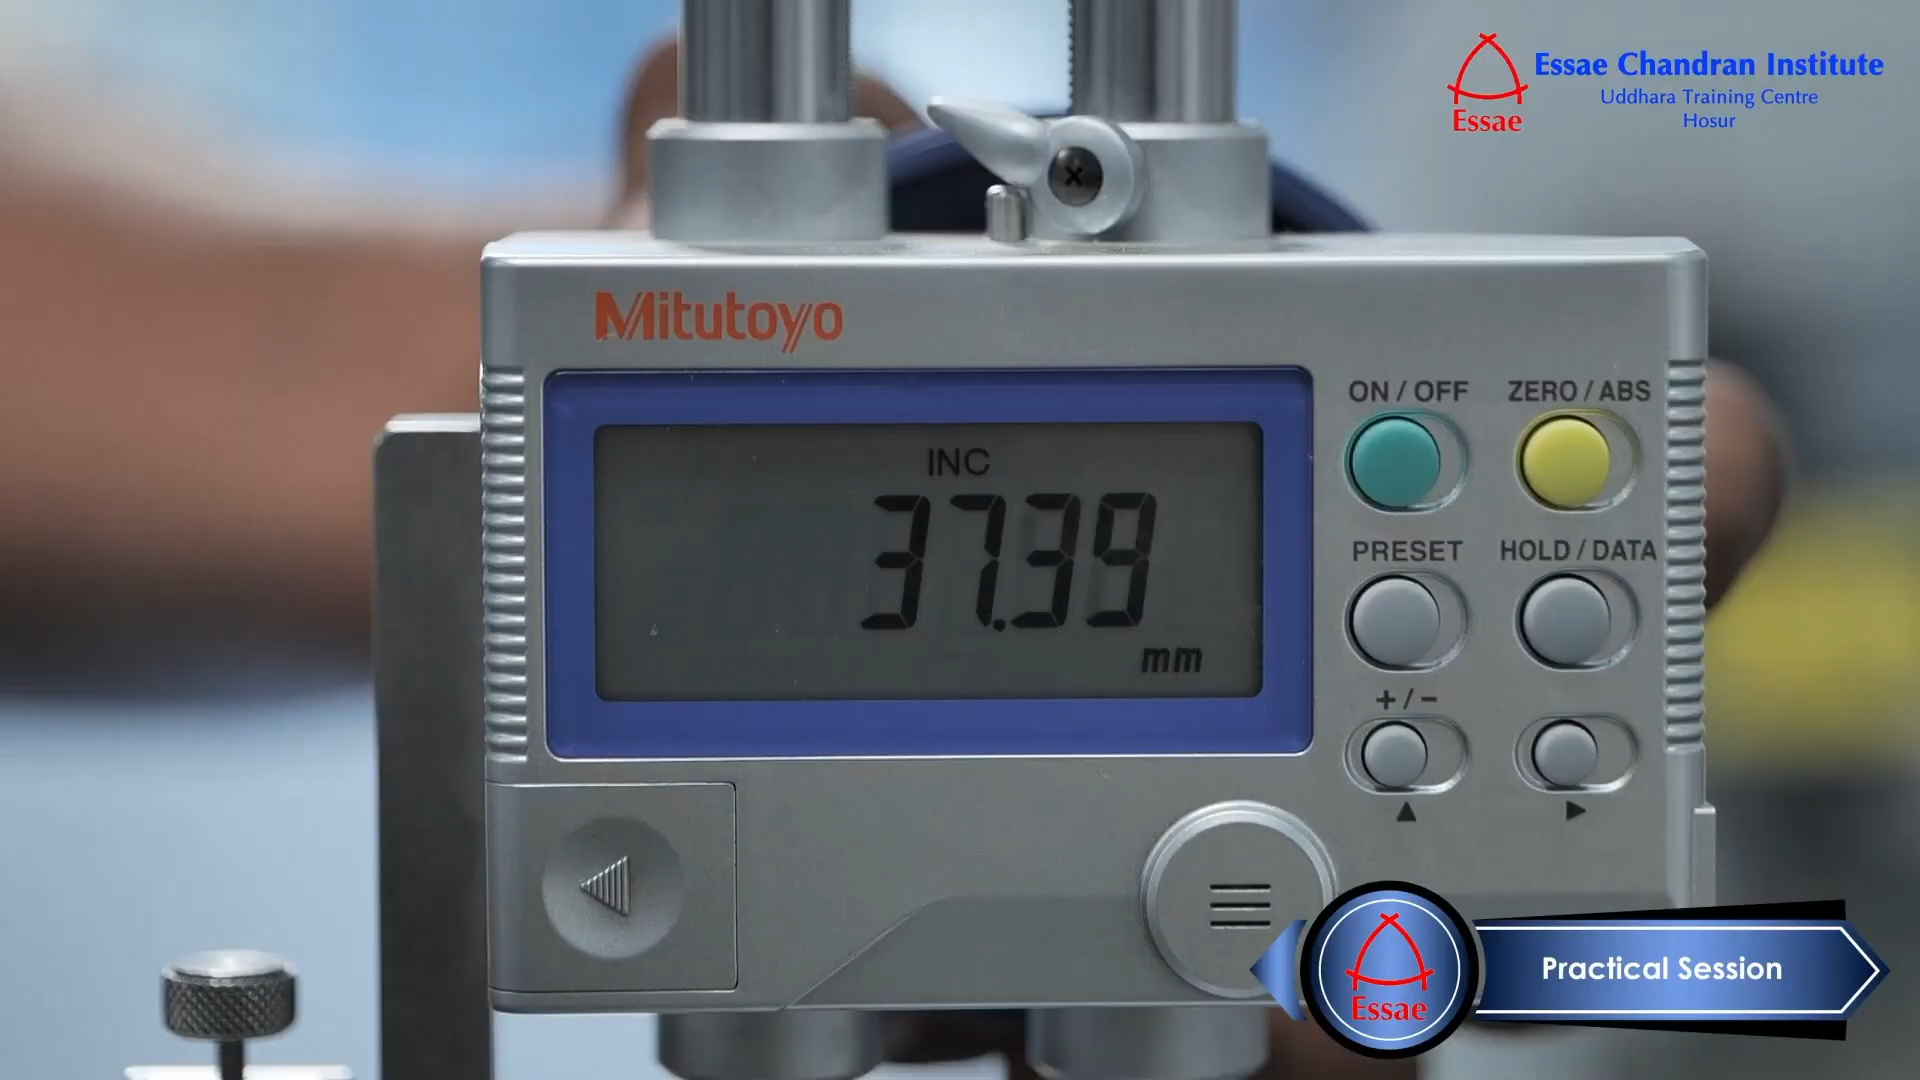 Essae Chandran Institute
Uddhara Training Centre
Hosur
Essae
Mitutoyo
ON / OFF
ZERO / ABS
INC
37.39
mm
PRESET
HOLD / DATA
+ / -
Practical Session
Essae